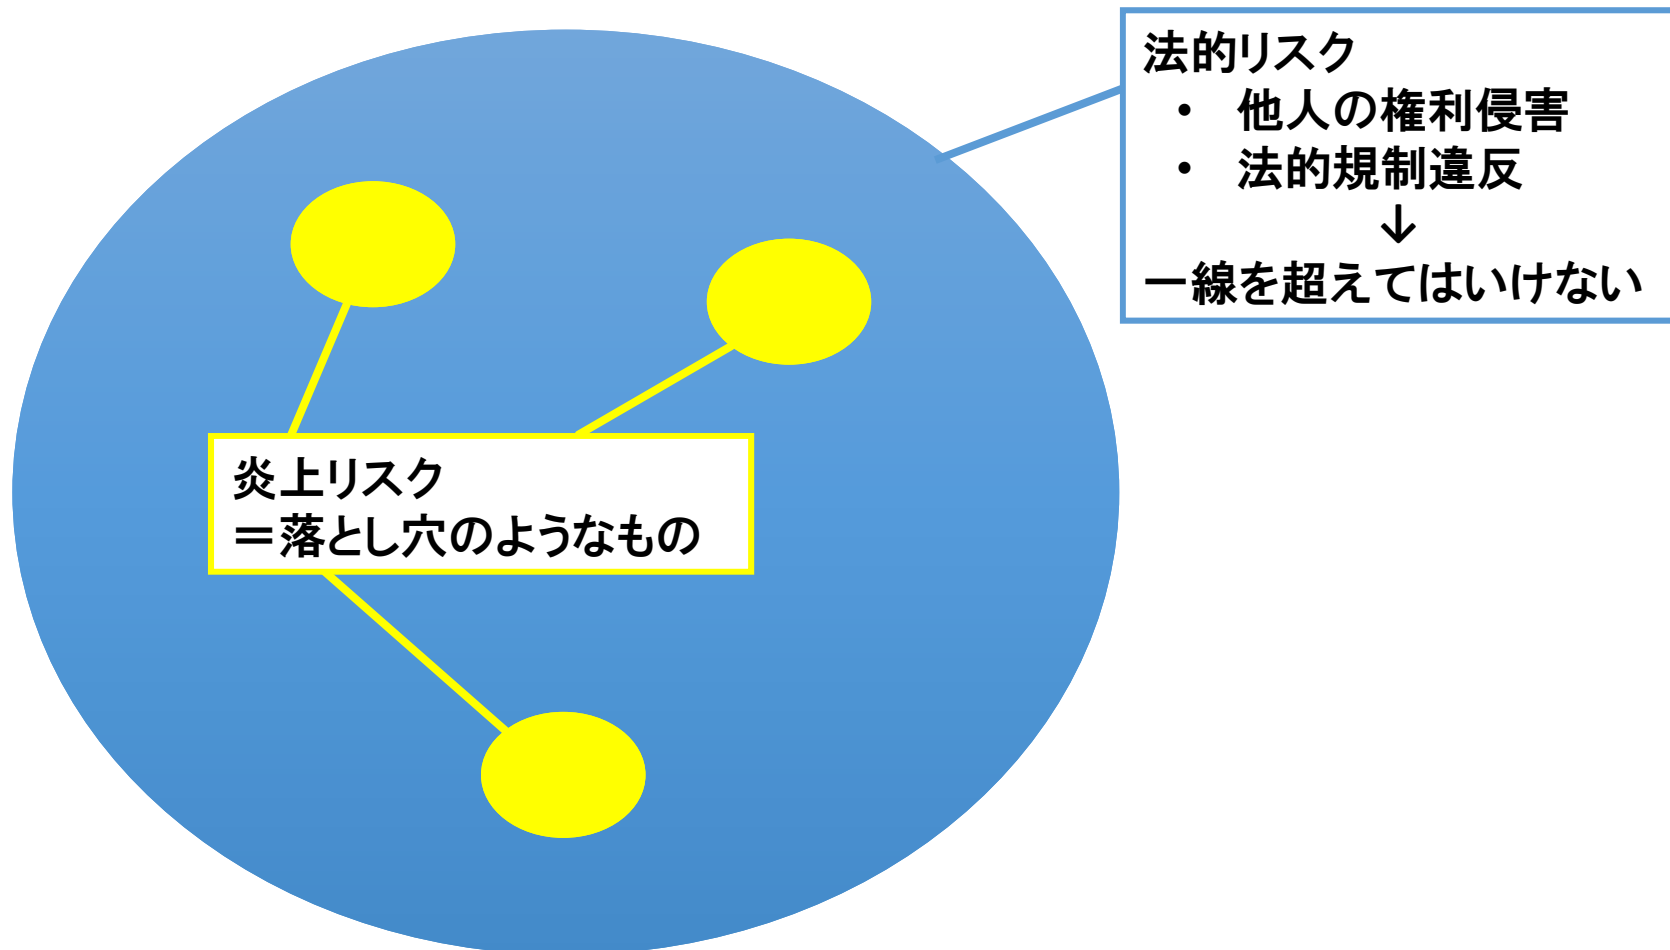 法的リスク
• 他人の権利侵害
• 法的規制違反
↓
一線を超えてはいけない
炎上リスク
＝落とし穴のようなもの